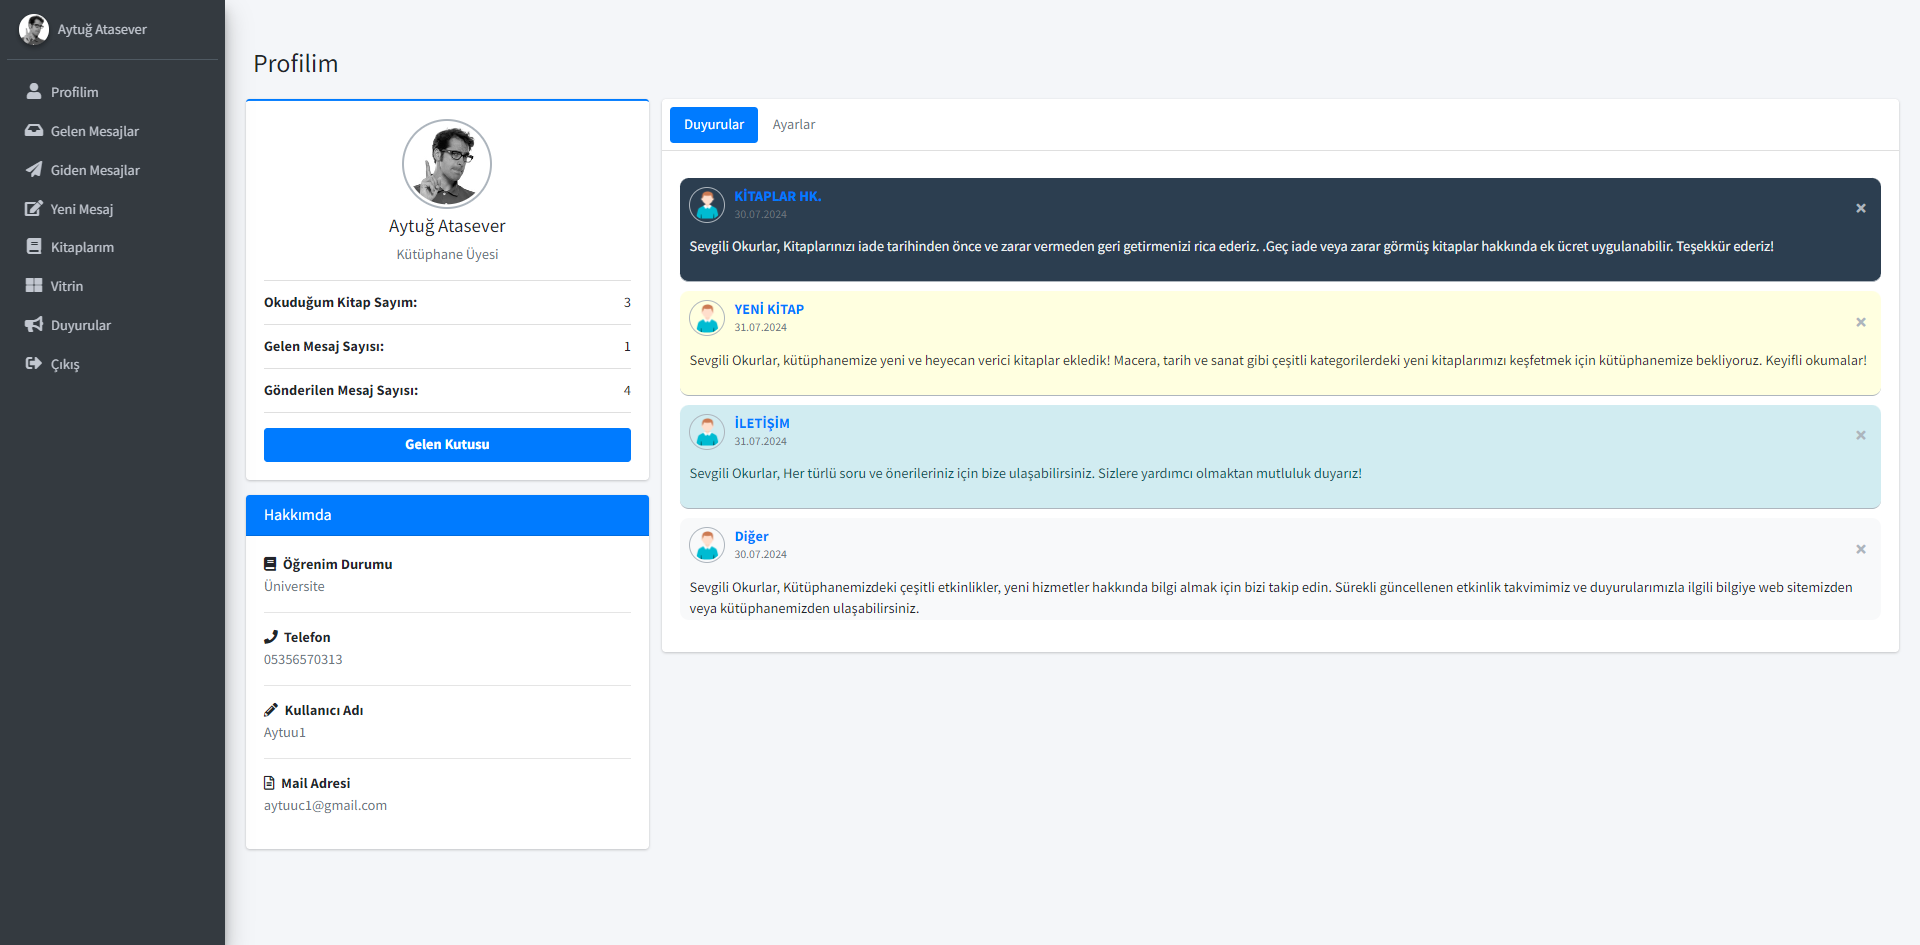 Aytuğ Atasever
Profilim
Gelen Mesajlar
Giden Mesajlar
Yeni Mesaj
Kitaplarım
Vitrin
Duyurular
Çıkış
Profilim
Aytuğ Atasever
Kütüphane Üyesi
Okuduğum Kitap Sayım: 3
Gelen Mesaj Sayısı: 1
Gönderilen Mesaj Sayısı: 4
Gelen Kutusu
Hakkımda
Öğrenim Durumu
Üniversite
Telefon
05356570313
Kullanıcı Adı
Aytuu1
Mail Adresi
aytuuc1@gmail.com
Duyurular Ayarlar
KİTAPLAR HK.
30.07.2024
Sevgili Okurlar, Kitaplarınızı iade tarihinden önce ve zarar vermeden geri getirmenizi rica ederiz. .Geç iade veya zarar görmüş kitaplar hakkında ek ücret uygulanabilir. Teşekkür ederiz!
YENİ KİTAP
31.07.2024
Sevgili Okurlar, kütüphanemize yeni ve heyecan verici kitaplar ekledik! Macera, tarih ve sanat gibi çeşitli kategorilerdeki yeni kitaplarımızı keşfetmek için kütüphanemize bekliyoruz. Keyifli okumalar!
İLETİŞİM
31.07.2024
Sevgili Okurlar, Her türlü soru ve önerileriniz için bize ulaşabilirsiniz. Sizlere yardımcı olmaktan mutluluk duyarız!
Diğer
30.07.2024
Sevgili Okurlar, Kütüphanemizdeki çeşitli etkinlikler, yeni hizmetler hakkında bilgi almak için bizi takip edin. Sürekli güncellenen etkinlik takvimimiz ve duyurularımızla ilgili bilgiye web sitemizden
veya kütüphanemizden ulaşabilirsiniz.